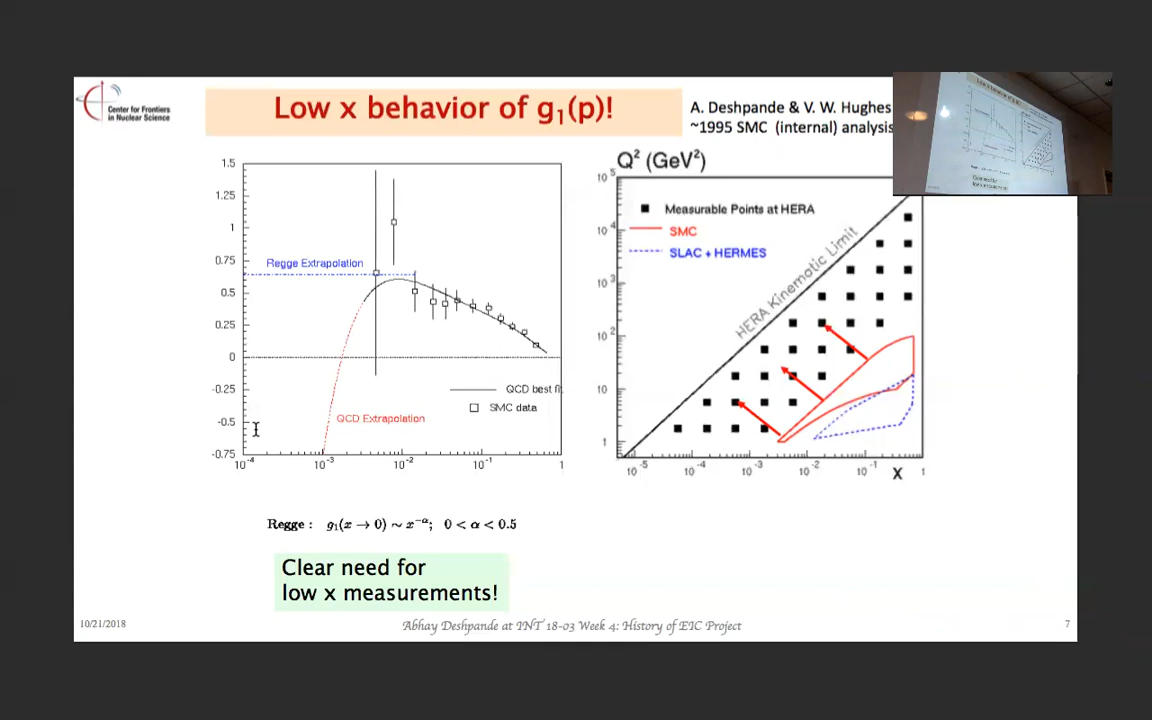 Center for Frontiers
in Nuclear Science
Low x behavior of g₁(p)!
A. Deshpande & V. W. Hughes
~1995 SMC (internal) analysis
1.5
1.25
1
0.75
0.5
0.25
0
-0.25
-0.5
-0.75
Regge Extrapolation
QCD best fit
SMC data
QCD Extrapolation
10⁻⁴ 10⁻³ 10⁻² 10⁻¹ 1
Q² (GeV²)
10⁵
10⁴
10³
10²
10
1
Measurable Points at HERA
SMC
SLAC + HERMES
HERA Kinematic Limit
10⁻⁵ 10⁻⁴ 10⁻³ 10⁻² 10⁻¹ 1
X
Regge : g₁(x → 0) ~ x⁻ᵅ; 0 < α < 0.5
Clear need for
low x measurements!
10/21/2018
Abhay Deshpande at INT 18-03 Week 4: History of EIC Project
7